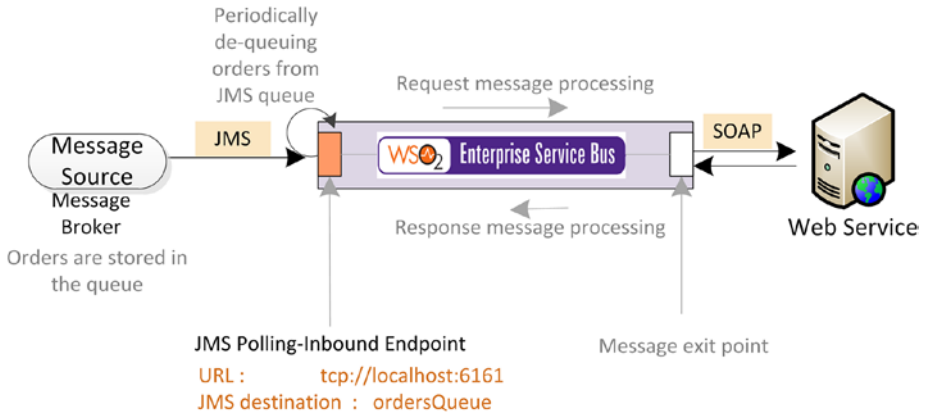 Periodically
de-queuing
orders from
JMS queue
Request message processing
JMS
SOAP
Message
Source
WSO2 Enterprise Service Bus
Message
Broker
Response message processing
Web Service
Orders are stored in
the queue
JMS Polling-Inbound Endpoint
Message exit point
URL : tcp://localhost:6161
JMS destination : ordersQueue